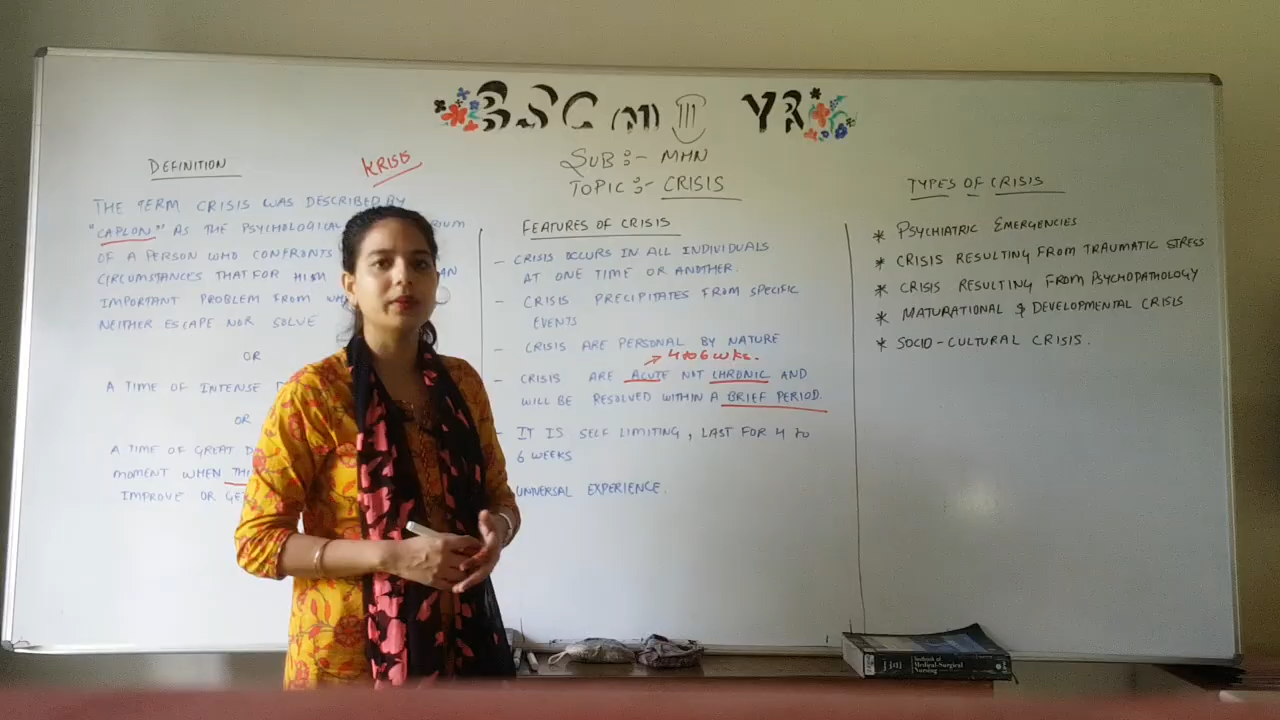 BSC (N) III YR
SUB :- MHN
TOPIC :- CRISIS
DEFINITION
KRISIS
THE TERM CRISIS WAS DESCRIBED BY
"CAPLON" AS THE PSYCHOLOGICAL
OF A PERSON WHO CONFRONTS
CIRCUMSTANCES THAT FOR HIM AN
IMPORTANT PROBLEM FROM
NEITHER ESCAPE NOR SOLVE
OR
A TIME OF INTENSE
OR
A TIME OF GREAT
MOMENT WHEN
IMPROVE OR
FEATURES OF CRISIS
- CRISIS OCCURS IN ALL INDIVIDUALS
AT ONE TIME OR ANOTHER.
- CRISIS PRECIPITATES FROM SPECIFIC
EVENTS
- CRISIS ARE PERSONAL BY NATURE
→ 4 to 6 wks.
- CRISIS ARE ACUTE NOT CHRONIC AND
WILL BE RESOLVED WITHIN A BRIEF PERIOD.
- IT IS SELF LIMITING, LAST FOR 4 TO
6 WEEKS
UNIVERSAL EXPERIENCE.
TYPES OF CRISIS
* PSYCHIATRIC EMERGENCIES
* CRISIS RESULTING FROM TRAUMATIC STRESS
* CRISIS RESULTING FROM PSYCHOPATHOLOGY
* MATURATIONAL & DEVELOPMENTAL CRISIS
* SOCIO-CULTURAL CRISIS.
Textbook of
Medical-Surgical
Nursing